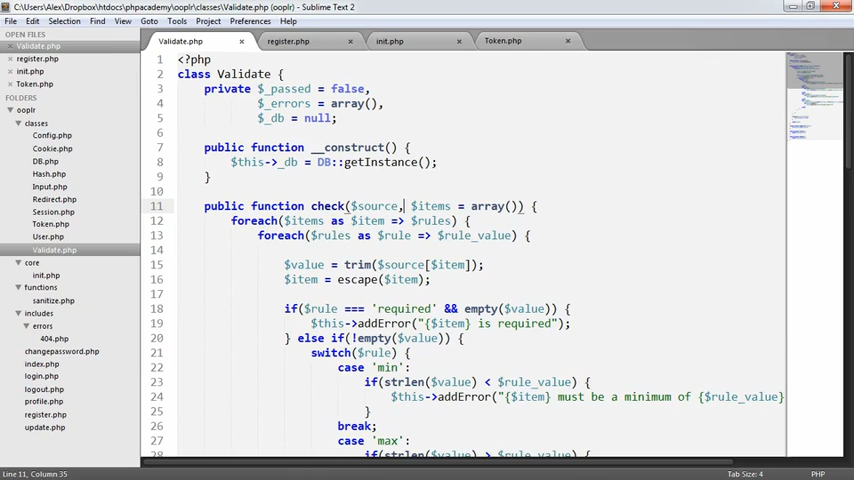 C:\Users\Alex\Dropbox\htdocs\phpacademy\ooplr\classes\Validate.php (ooplr) - Sublime Text 2
File Edit Selection Find View Goto Tools Project Preferences Help
OPEN FILES
Validate.php
register.php
init.php
Token.php
FOLDERS
ooplr
classes
Config.php
Cookie.php
DB.php
Hash.php
Input.php
Redirect.php
Session.php
Token.php
User.php
Validate.php
core
init.php
functions
sanitize.php
includes
errors
404.php
changepassword.php
index.php
login.php
logout.php
profile.php
register.php
update.php
Validate.php register.php init.php Token.php
1 <?php
2 class Validate {
3 private $_passed = false,
4 $_errors = array(),
5 $_db = null;
6
7 public function __construct() {
8 $this->_db = DB::getInstance();
9 }
10
11 public function check($source, $items = array()) {
12 foreach($items as $item => $rules) {
13 foreach($rules as $rule => $rule_value) {
14
15 $value = trim($source[$item]);
16 $item = escape($item);
17
18 if($rule === 'required' && empty($value)) {
19 $this->addError("{$item} is required");
20 } else if(!empty($value)) {
21 switch($rule) {
22 case 'min':
23 if(strlen($value) < $rule_value) {
24 $this->addError("{$item} must be a minimum of {$rule_value}
25 }
26 break;
27 case 'max':
28 if(strlen($value) > $rule_value) {
Line 11, Column 35 Tab Size: 4 PHP